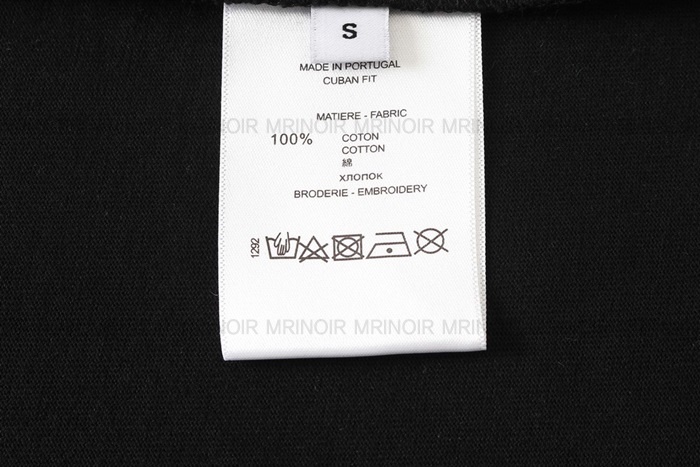 S
MADE IN PORTUGAL
CUBAN FIT
MATIERE - FABRIC
MRINOIR MRINOIR MRINOIR
100% COTON
COTTON
綿
хлопок
BRODERIE - EMBROIDERY
1292
MRINOIR MRINOIR